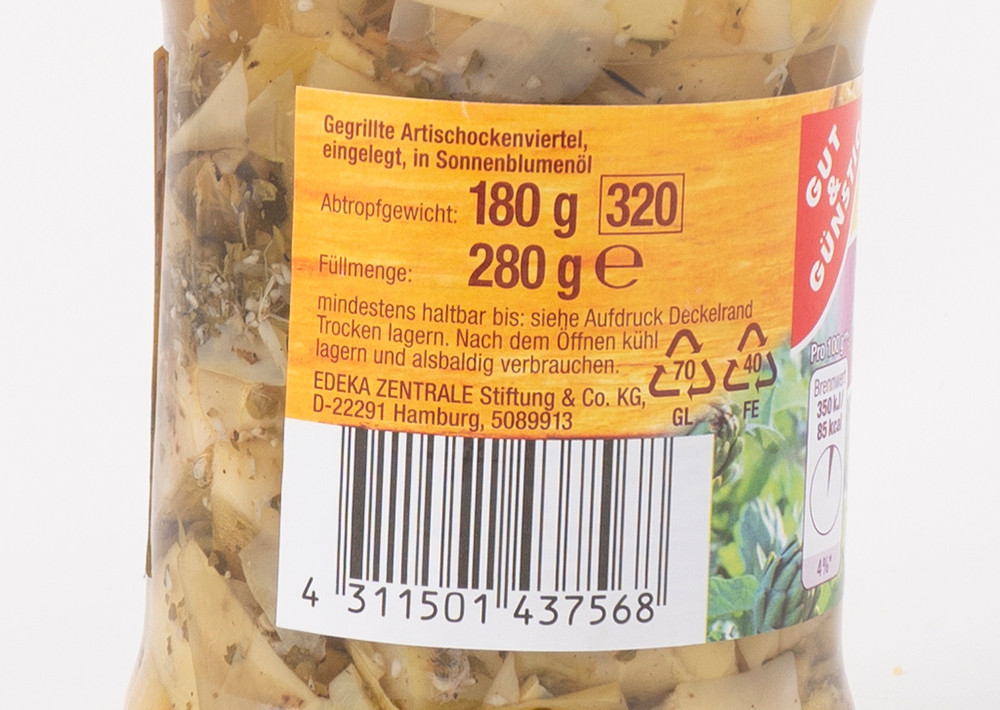 Gegrillte Artischockenviertel,
eingelegt, in Sonnenblumenöl
Abtropfgewicht: 180 g 320
Füllmenge: 280 g ℮
mindestens haltbar bis: siehe Aufdruck Deckelrand
Trocken lagern. Nach dem Öffnen kühl
lagern und alsbaldig verbrauchen.
70
GL
40
FE
EDEKA ZENTRALE Stiftung & Co. KG,
D-22291 Hamburg, 5089913
4 311501 437568
GUT
&
GÜNSTIG
Pro 100 g
Brennwert
350 kJ/
85 kcal
4%*